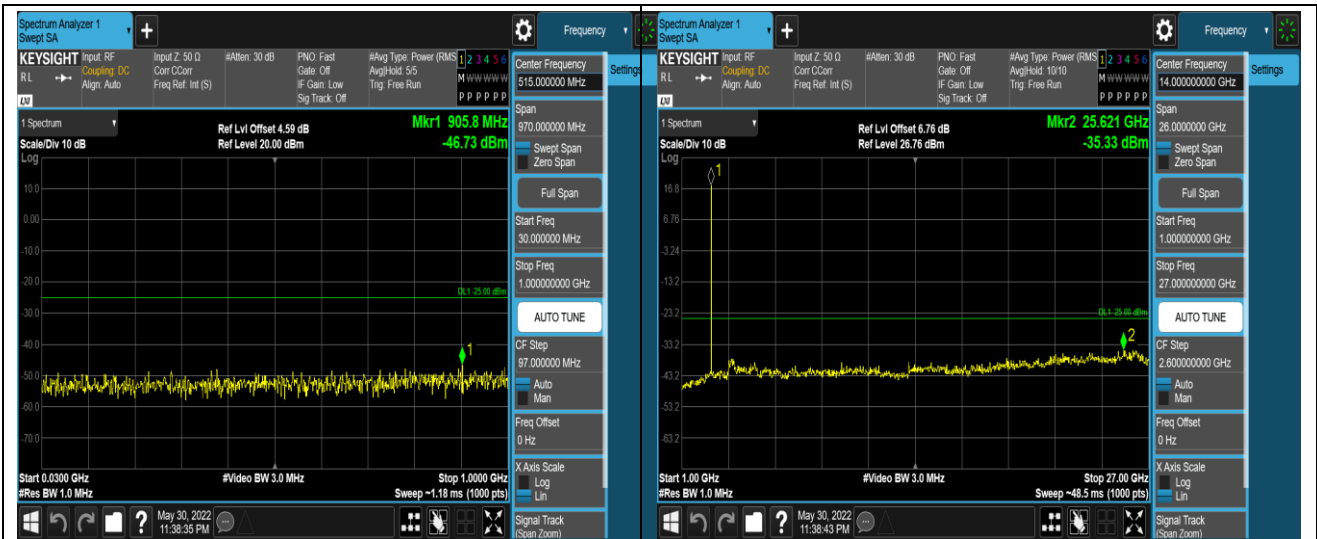 Spectrum Analyzer 1
Swept SA
+
Frequency
KEYSIGHT
RL
LXI
Input: RF
Coupling: DC
Align: Auto
Input Z: 50 Ω
Corr CCorr
Freq Ref: Int (S)
#Atten: 30 dB
PNO: Fast
Gate: Off
IF Gain: Low
Sig Track: Off
#Avg Type: Power (RMS
Avg|Hold: 5/5
Trig: Free Run
1 2 3 4 5 6
M W W W W W
P P P P P P
Settings
1 Spectrum
Scale/Div 10 dB
Log
Ref Lvl Offset 4.59 dB
Ref Level 20.00 dBm
Mkr1 905.8 MHz
-46.73 dBm
10.0
0.00
-10.0
-20.0
DL1 -25.00 dBm
-30.0
-40.0
1
-50.0
-60.0
-70.0
Start 0.0300 GHz
#Res BW 1.0 MHz
#Video BW 3.0 MHz
Stop 1.0000 GHz
Sweep ~1.18 ms (1000 pts)
Center Frequency
515.000000 MHz
Span
970.000000 MHz
Swept Span
Zero Span
Full Span
Start Freq
30.000000 MHz
Stop Freq
1.000000000 GHz
AUTO TUNE
CF Step
97.000000 MHz
Auto
Man
Freq Offset
0 Hz
X Axis Scale
Log
Lin
Signal Track
(Span Zoom)
?
May 30, 2022
11:38:35 PM
Spectrum Analyzer 1
Swept SA
+
Frequency
KEYSIGHT
RL
LXI
Input: RF
Coupling: DC
Align: Auto
Input Z: 50 Ω
Corr CCorr
Freq Ref: Int (S)
#Atten: 30 dB
PNO: Fast
Gate: Off
IF Gain: Low
Sig Track: Off
#Avg Type: Power (RMS
Avg|Hold: 10/10
Trig: Free Run
1 2 3 4 5 6
M W W W W W
P P P P P P
Settings
1 Spectrum
Scale/Div 10 dB
Log
Ref Lvl Offset 6.76 dB
Ref Level 26.76 dBm
Mkr2 25.621 GHz
-35.33 dBm
1
16.8
6.76
-3.24
-13.2
-23.2
DL1 -25.00 dBm
2
-33.2
-43.2
-53.2
-63.2
Start 1.00 GHz
#Res BW 1.0 MHz
#Video BW 3.0 MHz
Stop 27.00 GHz
Sweep ~48.5 ms (1000 pts)
Center Frequency
14.000000000 GHz
Span
26.0000000 GHz
Swept Span
Zero Span
Full Span
Start Freq
1.000000000 GHz
Stop Freq
27.000000000 GHz
AUTO TUNE
CF Step
2.600000000 GHz
Auto
Man
Freq Offset
0 Hz
X Axis Scale
Log
Lin
Signal Track
(Span Zoom)
?
May 30, 2022
11:38:43 PM